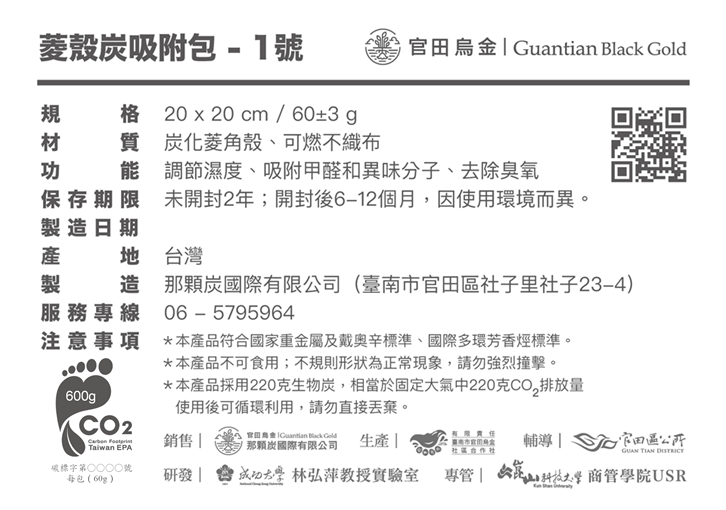 菱殼炭吸附包 - 1號
官田烏金 | Guantian Black Gold
規格 20 x 20 cm / 60±3 g
材質 炭化菱角殼、可燃不織布
功能 調節濕度、吸附甲醛和異味分子、去除臭氧
保存期限 未開封2年；開封後6-12個月，因使用環境而異。
製造日期
產地 台灣
製造 那顆炭國際有限公司（臺南市官田區社子里社子23-4）
服務專線 06 - 5795964
注意事項 *本產品符合國家重金屬及戴奧辛標準、國際多環芳香烴標準。
*本產品不可食用；不規則形狀為正常現象，請勿強烈撞擊。
*本產品採用220克生物炭，相當於固定大氣中220克CO2排放量
使用後可循環利用，請勿直接丟棄。
600g
CO2
Carbon Footprint
Taiwan EPA
碳標字第〇〇〇〇號
每包（60g）
銷售 | 官田烏金 | Guantian Black Gold 那顆炭國際有限公司 生產 | 有限責任臺南市官田烏金社區合作社 輔導 | 官田區公所 GUAN TIAN DISTRICT
研發 | 成功大學 National Cheng Kung University 林弘萍教授實驗室 專管 | 崑山科技大學 Kun Shan University 商管學院USR